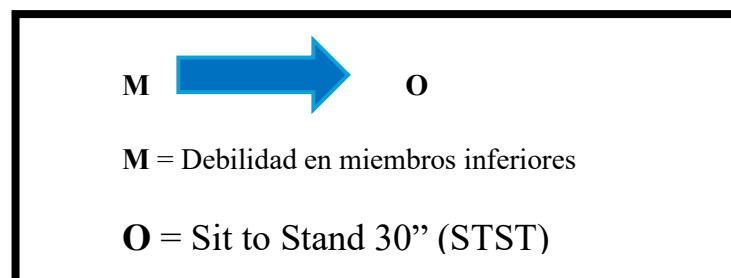 M O
M = Debilidad en miembros inferiores
O = Sit to Stand 30” (STST)